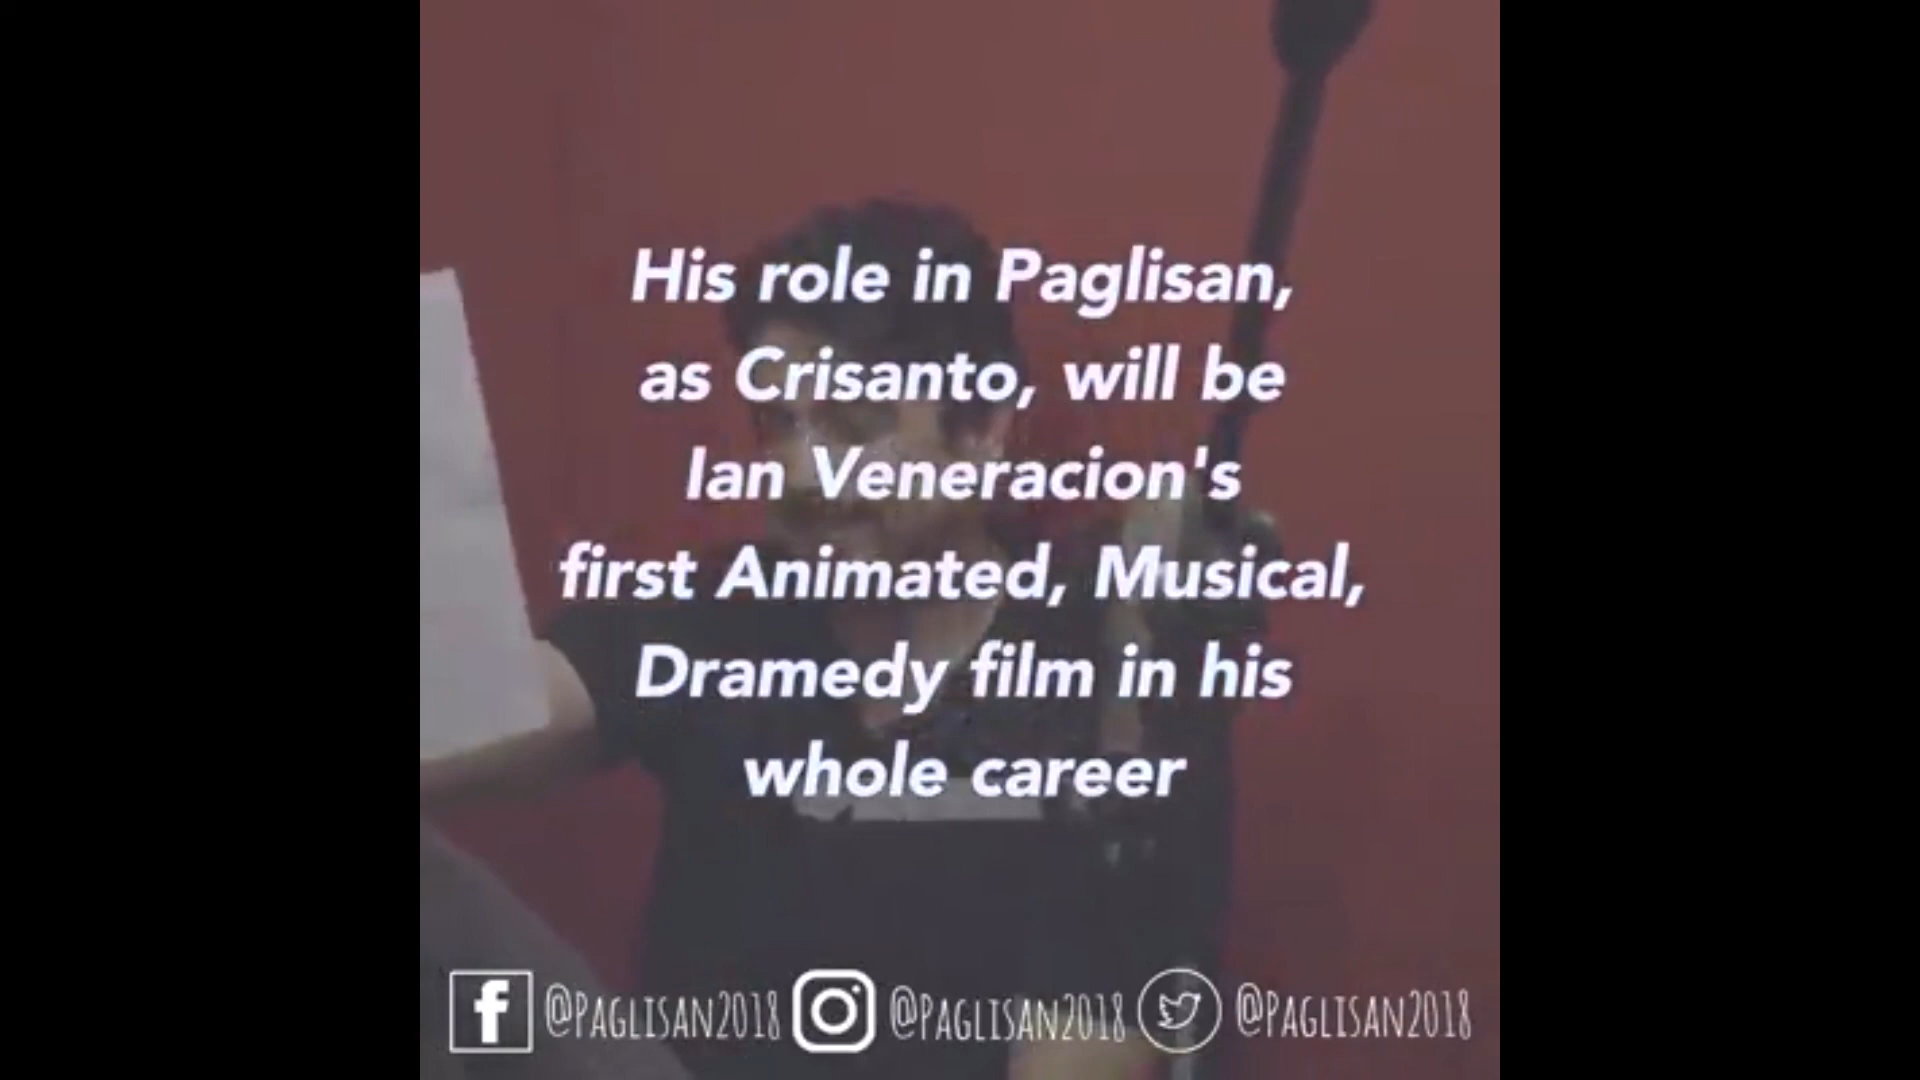 His role in Paglisan,
as Crisanto, will be
Ian Veneracion's
first Animated, Musical,
Dramedy film in his
whole career
@PAGLISAN2018 @PAGLISAN2018 @PAGLISAN2018